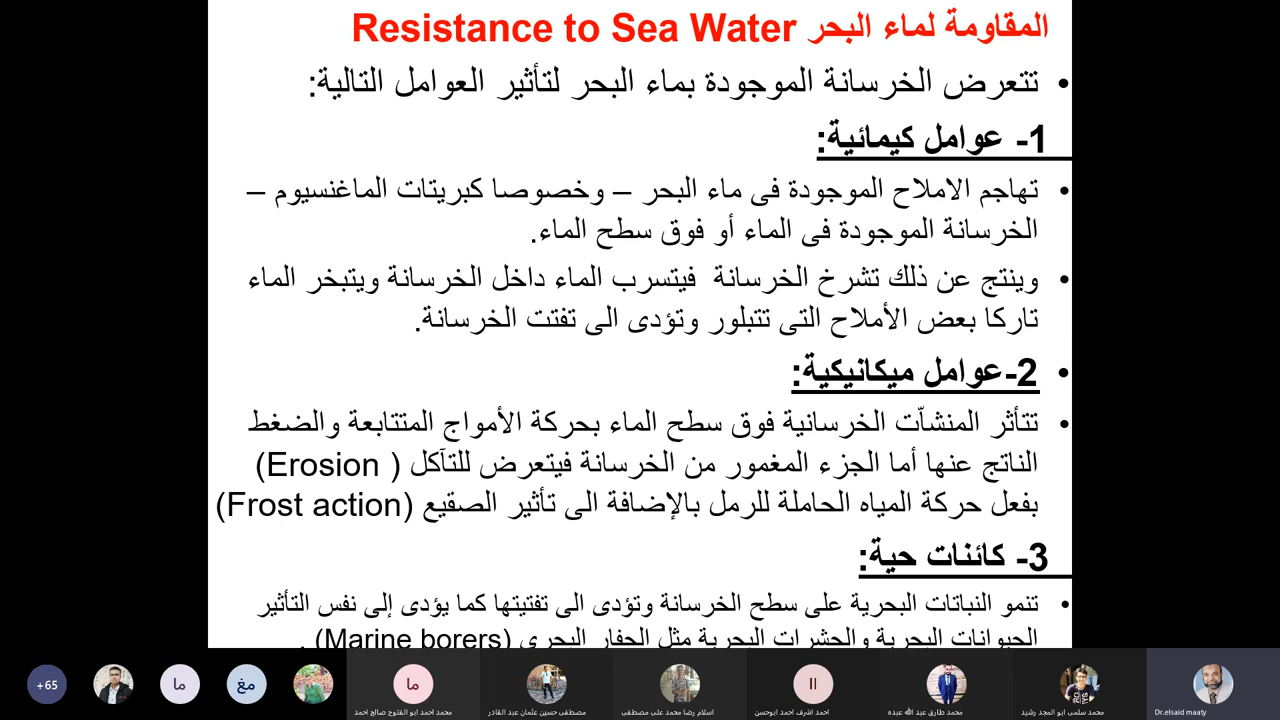 المقاومة لماء البحر Resistance to Sea Water
• تتعرض الخرسانة الموجودة بماء البحر لتأثير العوامل التالية:
1- عوامل كيمائية:
• تهاجم الاملاح الموجودة فى ماء البحر – وخصوصا كبريتات الماغنسيوم –
الخرسانة الموجودة فى الماء أو فوق سطح الماء.
• وينتج عن ذلك تشرخ الخرسانة فيتسرب الماء داخل الخرسانة ويتبخر الماء
تاركا بعض الأملاح التى تتبلور وتؤدى الى تفتت الخرسانة.
• 2-عوامل ميكانيكية:
• تتأثر المنشآت الخرسانية فوق سطح الماء بحركة الأمواج المتتابعة والضغط
الناتج عنها أما الجزء المغمور من الخرسانة فيتعرض للتآكل ( Erosion)
بفعل حركة المياه الحاملة للرمل بالإضافة الى تأثير الصقيع (Frost action)
3- كائنات حية:
• تنمو النباتات البحرية على سطح الخرسانة وتؤدى الى تفتيتها كما يؤدى إلى نفس التأثير
الحيوانات البحرية والحشرات البحرية مثل الحفار البحرى (Marine borers) .
+65
ما
مغ
ما
محمد احمد ابو الفتوح صالح احمد
مصطفى حسين عثمان عبد القادر
اسلام رضا محمد على مصطفى
اا
احمد اشرف احمد ابوحسن
محمد طارق عبد الله عبده
محمد سلمى ابو المجد رشيد
Dr.elsaid maaty